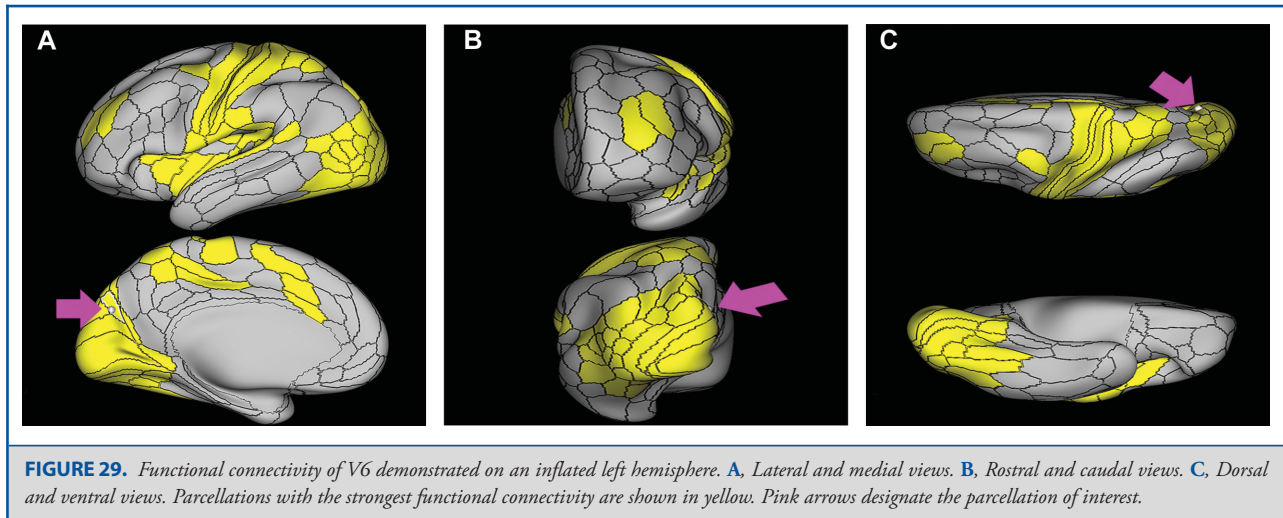 A
B
C
FIGURE 29. Functional connectivity of V6 demonstrated on an inflated left hemisphere. A, Lateral and medial views. B, Rostral and caudal views. C, Dorsal
and ventral views. Parcellations with the strongest functional connectivity are shown in yellow. Pink arrows designate the parcellation of interest.